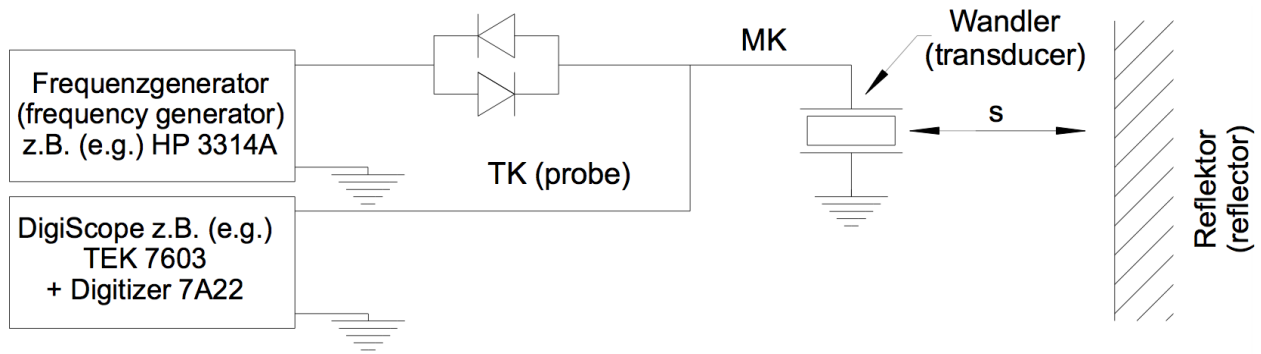 Frequenzgenerator
(frequency generator)
z.B. (e.g.) HP 3314A
MK
Wandler
(transducer)
s
TK (probe)
DigiScope z.B. (e.g.)
TEK 7603
+ Digitizer 7A22
Reflektor
(reflector)